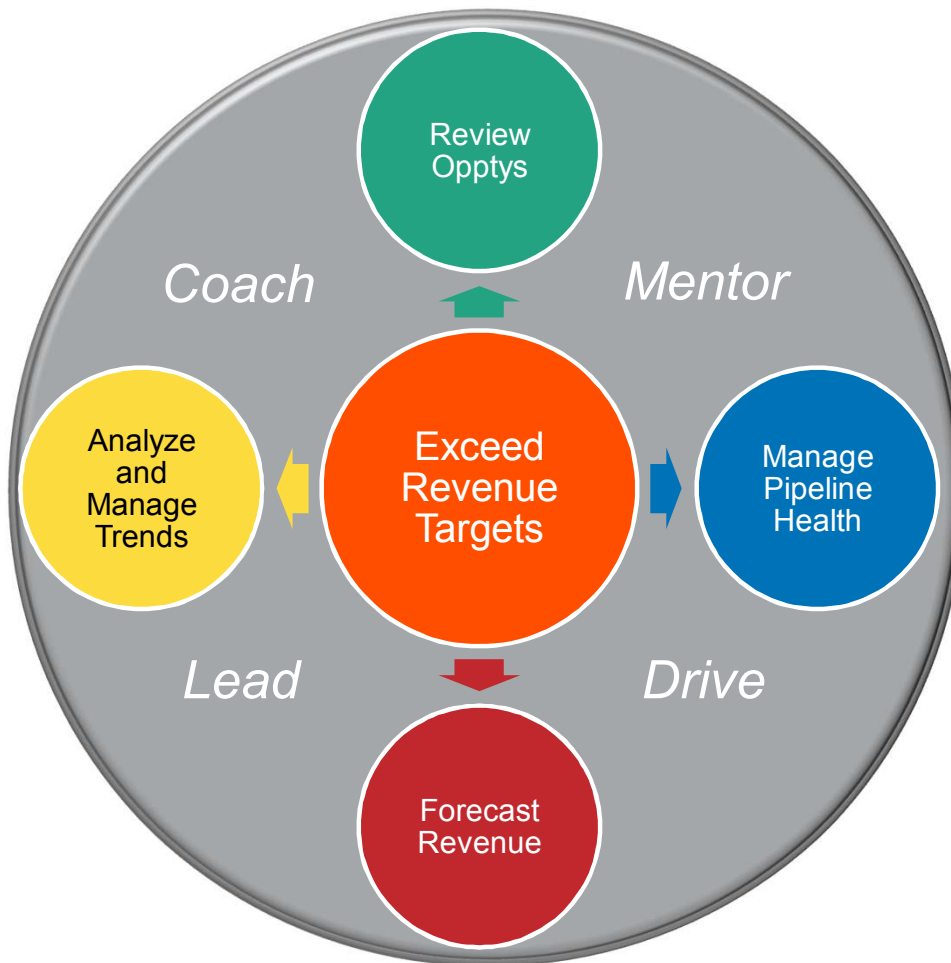 Review
Opptys
Coach
Mentor
Analyze
and
Manage
Trends
Exceed
Revenue
Targets
Manage
Pipeline
Health
Lead
Drive
Forecast
Revenue